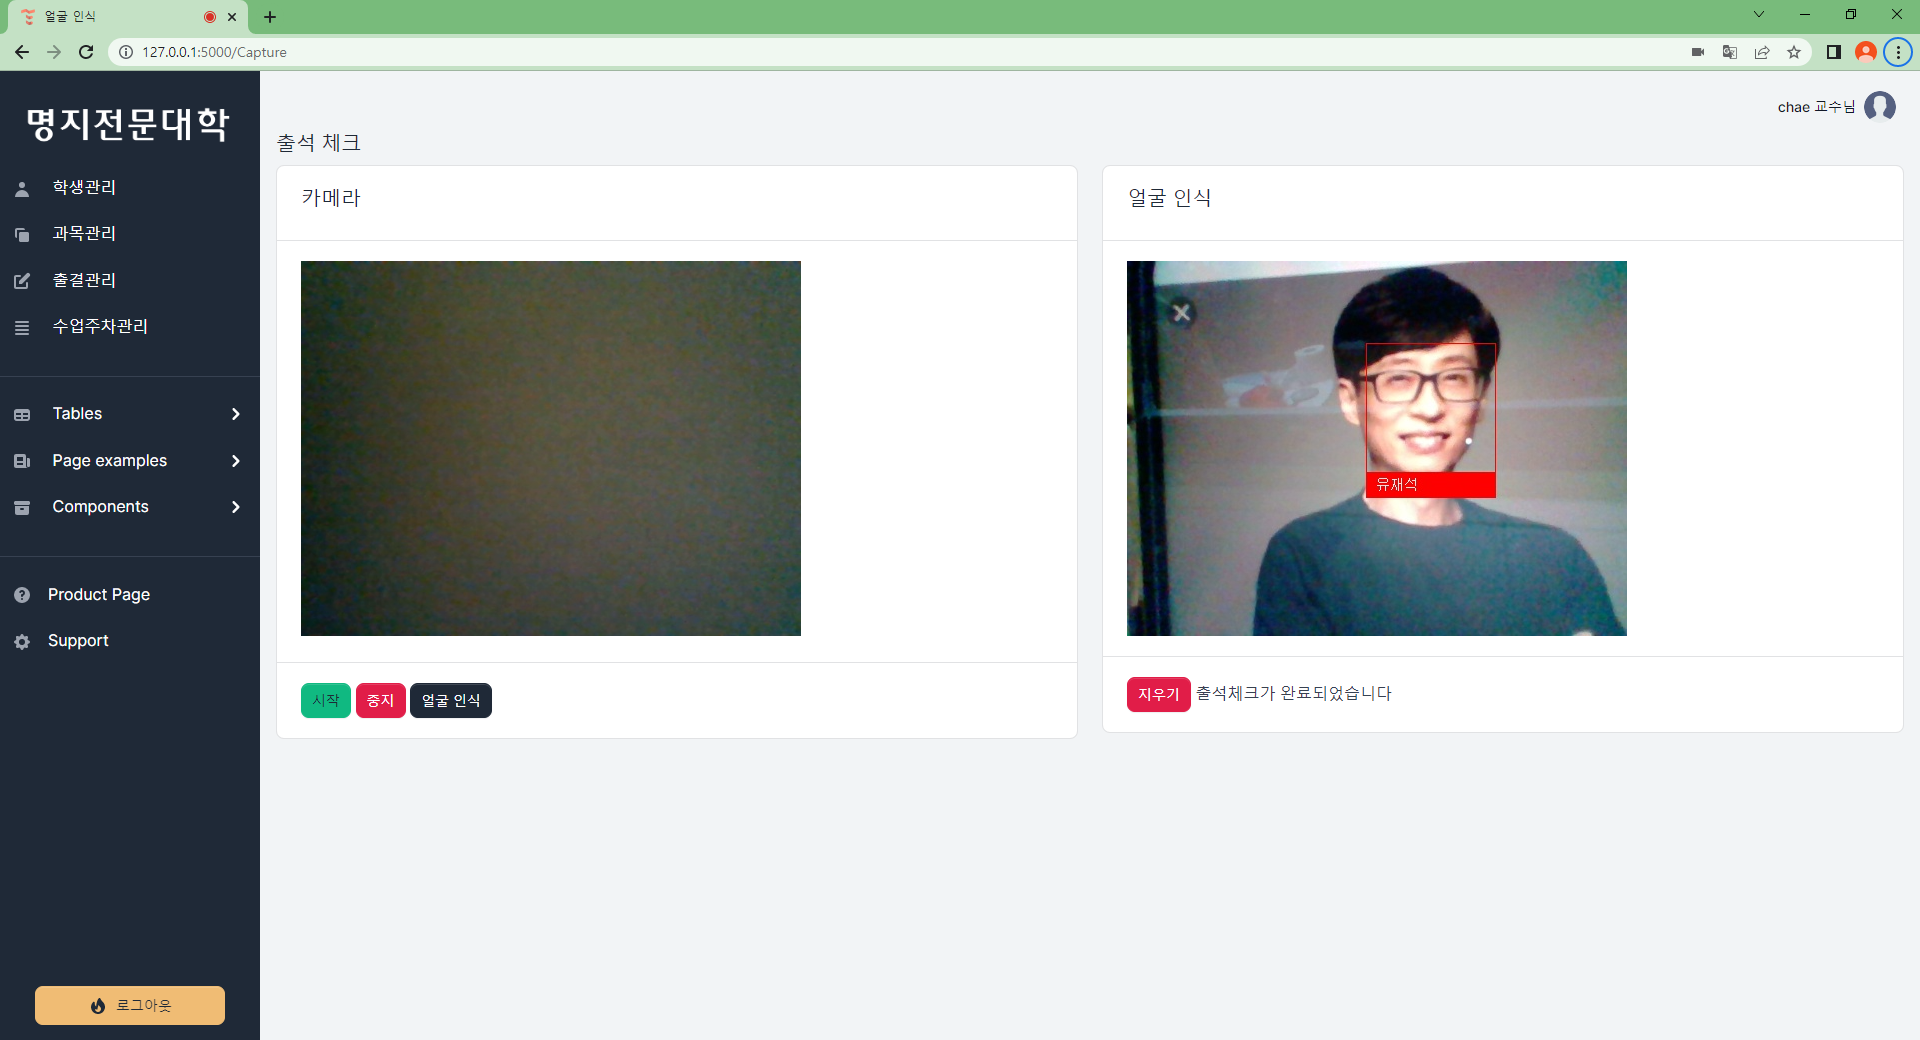 얼굴 인식
127.0.0.1:5000/Capture
명지전문대학
학생관리
과목관리
출결관리
수업주차관리
Tables
Page examples
Components
Product Page
Support
로그아웃
chae 교수님
출석 체크
카메라
시작 중지 얼굴 인식
얼굴 인식
유재석
지우기 출석체크가 완료되었습니다